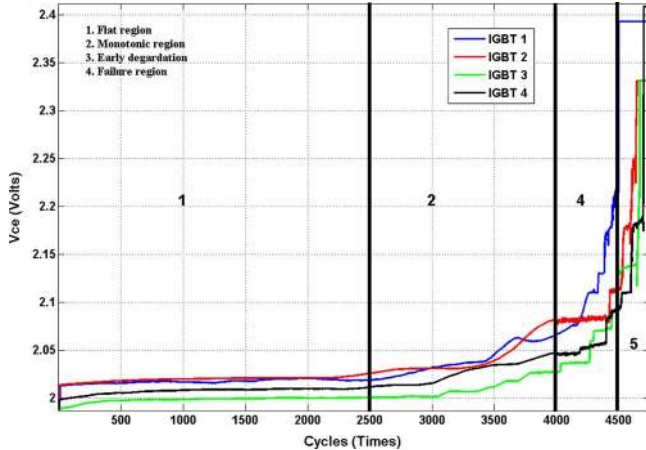 2.4
1. Flat region
2. Monotonic region
3. Early degardation
4. Failure region
IGBT 1
IGBT 2
IGBT 3
IGBT 4
2.35
2.3
2.25
2.2
2.15
2.1
2.05
2
Vce (Volts)
1
2
4
5
500
1000
1500
2000
2500
3000
3500
4000
4500
Cycles (Times)